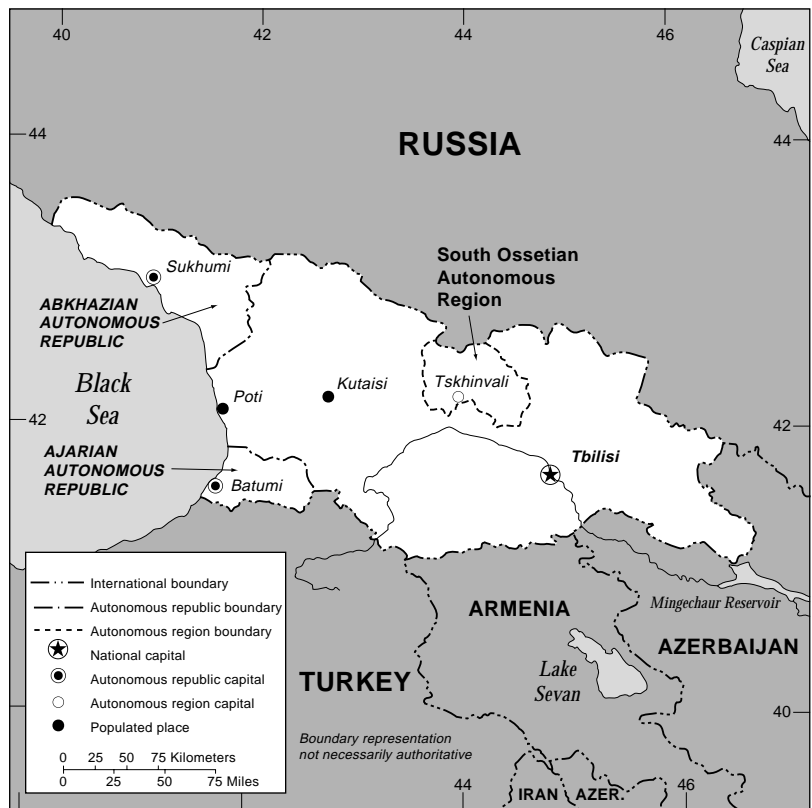 40
42
44
46
Caspian
Sea
44
44
RUSSIA
South Ossetian
Autonomous
Region
Sukhumi
ABKHAZIAN
AUTONOMOUS
REPUBLIC
Black
Sea
Poti
Kutaisi
Tskhinvali
42
42
AJARIAN
AUTONOMOUS
REPUBLIC
Batumi
Tbilisi
International boundary
Autonomous republic boundary
Autonomous region boundary
National capital
Autonomous republic capital
Autonomous region capital
Populated place
0 25 50 75 Kilometers
0 25 50 75 Miles
ARMENIA
Mingechaur Reservoir
AZERBAIJAN
TURKEY
Lake
Sevan
40
Boundary representation
not necessarily authoritative
44
IRAN
AZER.
46